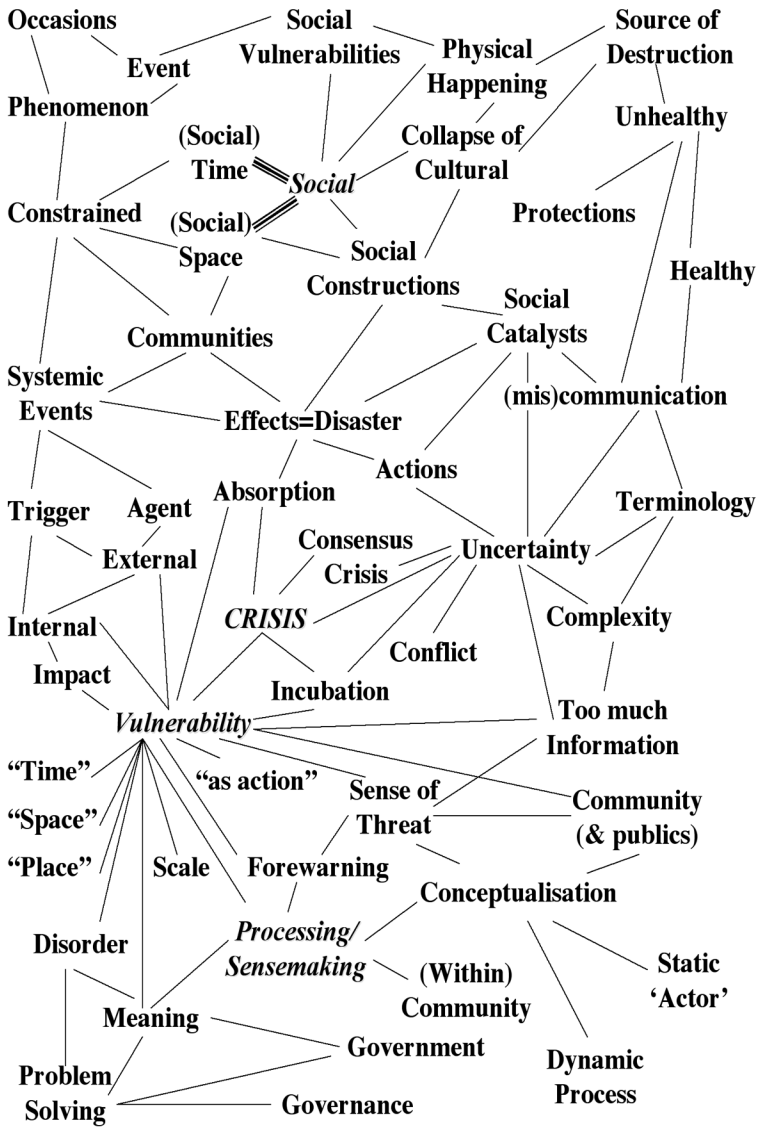 Occasions
Social
Vulnerabilities
Source of
Destruction
Event
Physical
Happening
Phenomenon
Unhealthy
(Social)
Time
Collapse of
Cultural
Social
Constrained
(Social)
Space
Protections
Social
Constructions
Healthy
Social
Catalysts
Communities
Systemic
Events
(mis)communication
Effects=Disaster
Actions
Absorption
Trigger
Agent
Terminology
Consensus
Crisis
Uncertainty
External
CRISIS
Internal
Complexity
Conflict
Impact
Incubation
Vulnerability
Too much
Information
“Time”
“as action”
Sense of
Threat
Community
(& publics)
“Space”
“Place”
Scale
Forewarning
Conceptualisation
Disorder
Processing/
Sensemaking
(Within)
Community
Static
‘Actor’
Meaning
Government
Dynamic
Process
Problem
Solving
Governance